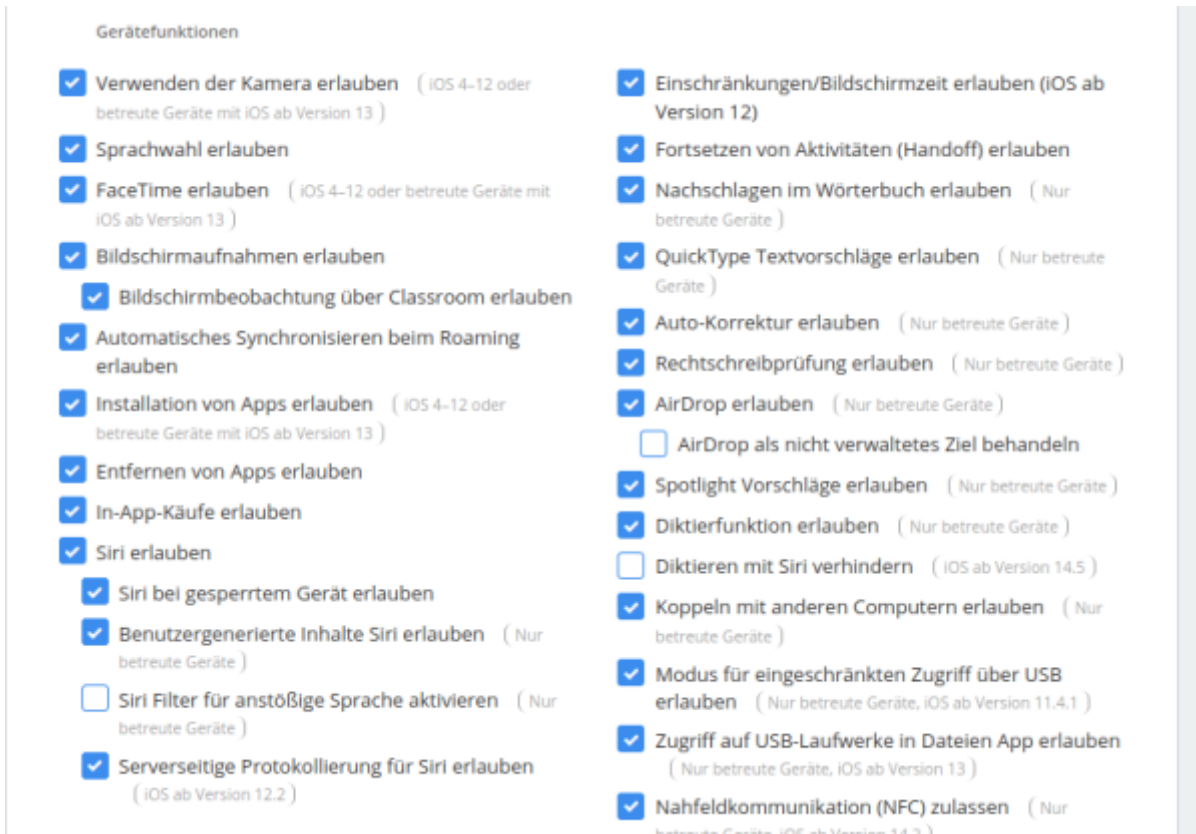 Gerätefunktionen
Verwenden der Kamera erlauben ( iOS 4–12 oder
betreute Geräte mit iOS ab Version 13 )
Sprachwahl erlauben
FaceTime erlauben ( iOS 4–12 oder betreute Geräte mit
iOS ab Version 13 )
Bildschirmaufnahmen erlauben
Bildschirmbeobachtung über Classroom erlauben
Automatisches Synchronisieren beim Roaming
erlauben
Installation von Apps erlauben ( iOS 4–12 oder
betreute Geräte mit iOS ab Version 13 )
Entfernen von Apps erlauben
In-App-Käufe erlauben
Siri erlauben
Siri bei gesperrtem Gerät erlauben
Benutzergenerierte Inhalte Siri erlauben ( Nur
betreute Geräte )
Siri Filter für anstößige Sprache aktivieren ( Nur
betreute Geräte )
Serverseitige Protokollierung für Siri erlauben
( iOS ab Version 12.2 )
Einschränkungen/Bildschirmzeit erlauben (iOS ab
Version 12)
Fortsetzen von Aktivitäten (Handoff) erlauben
Nachschlagen im Wörterbuch erlauben ( Nur
betreute Geräte )
QuickType Textvorschläge erlauben ( Nur betreute
Geräte )
Auto-Korrektur erlauben ( Nur betreute Geräte )
Rechtschreibprüfung erlauben ( Nur betreute Geräte )
AirDrop erlauben ( Nur betreute Geräte )
AirDrop als nicht verwaltetes Ziel behandeln
Spotlight Vorschläge erlauben ( Nur betreute Geräte )
Diktierfunktion erlauben ( Nur betreute Geräte )
Diktieren mit Siri verhindern ( iOS ab Version 14.5 )
Koppeln mit anderen Computern erlauben ( Nur
betreute Geräte )
Modus für eingeschränkten Zugriff über USB
erlauben ( Nur betreute Geräte, iOS ab Version 11.4.1 )
Zugriff auf USB-Laufwerke in Dateien App erlauben
( Nur betreute Geräte, iOS ab Version 13 )
Nahfeldkommunikation (NFC) zulassen ( Nur
betreute Geräte, iOS ab Version 14.2 )